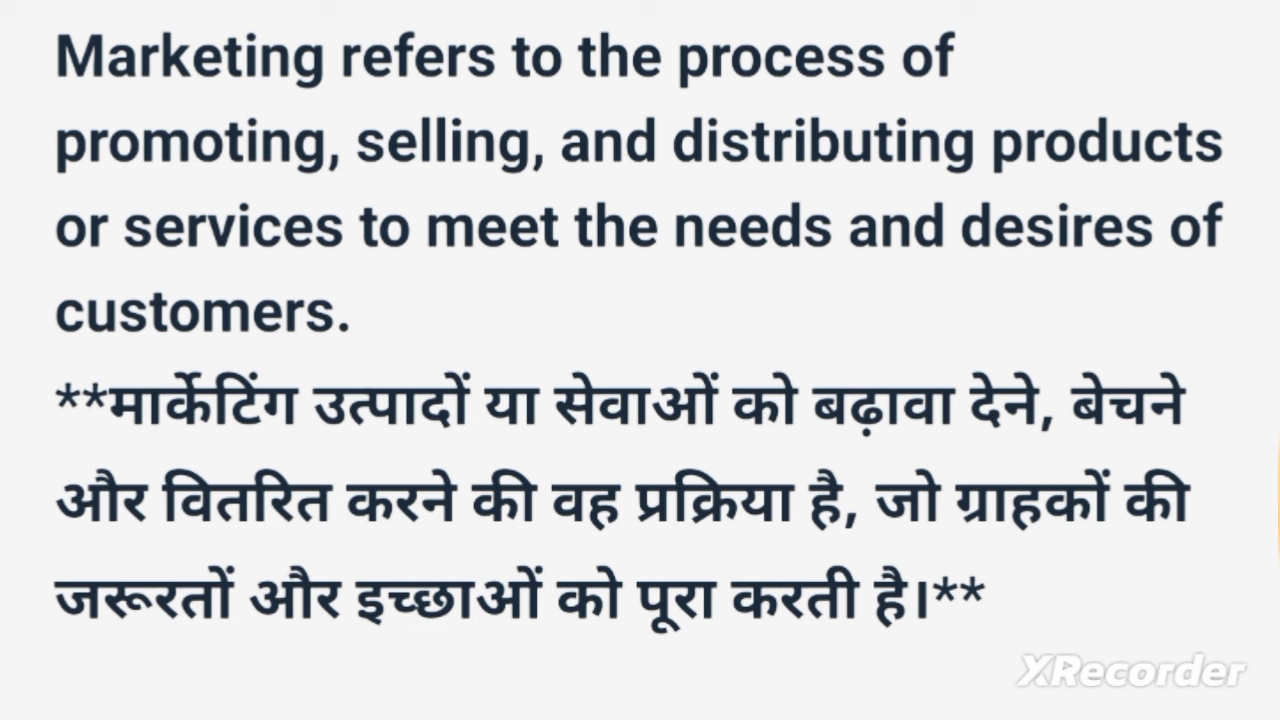 Marketing refers to the process of
promoting, selling, and distributing products
or services to meet the needs and desires of
customers.
**मार्केटिंग उत्पादों या सेवाओं को बढ़ावा देने, बेचने
और वितरित करने की वह प्रक्रिया है, जो ग्राहकों की
जरूरतों और इच्छाओं को पूरा करती है।**
XRecorder